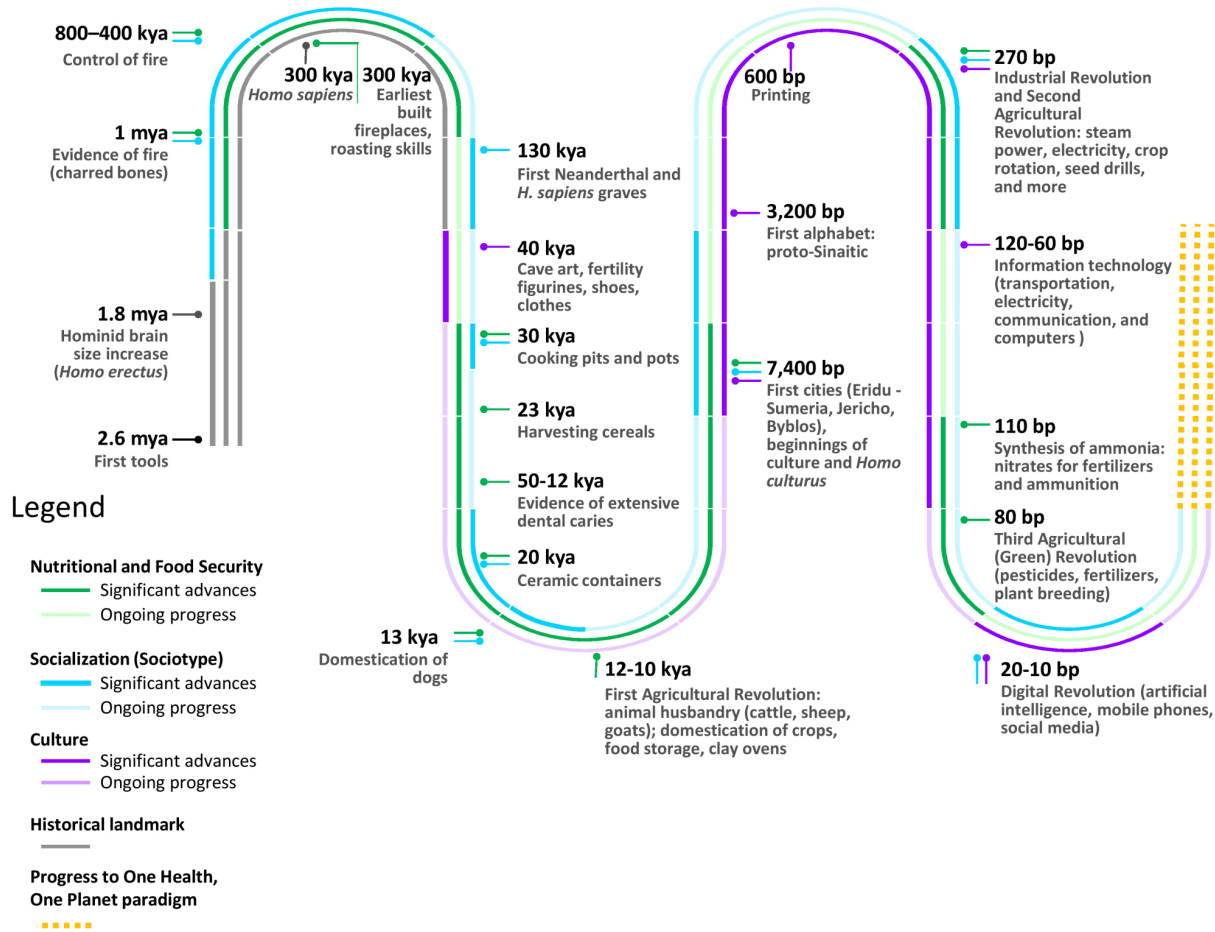 800–400 kya
Control of fire
1 mya
Evidence of fire
(charred bones)
1.8 mya
Hominid brain
size increase
(Homo erectus)
2.6 mya
First tools
300 kya
Homo sapiens
300 kya
Earliest
built
fireplaces,
roasting skills
130 kya
First Neanderthal and
H. sapiens graves
40 kya
Cave art, fertility
figurines, shoes,
clothes
30 kya
Cooking pits and pots
23 kya
Harvesting cereals
50-12 kya
Evidence of extensive
dental caries
20 kya
Ceramic containers
13 kya
Domestication of
dogs
12-10 kya
First Agricultural Revolution:
animal husbandry (cattle, sheep,
goats); domestication of crops,
food storage, clay ovens
600 bp
Printing
3,200 bp
First alphabet:
proto-Sinaitic
7,400 bp
First cities (Eridu -
Sumeria, Jericho,
Byblos),
beginnings of
culture and Homo
culturus
270 bp
Industrial Revolution
and Second
Agricultural
Revolution: steam
power, electricity, crop
rotation, seed drills,
and more
120-60 bp
Information technology
(transportation,
electricity,
communication, and
computers )
110 bp
Synthesis of ammonia:
nitrates for fertilizers
and ammunition
80 bp
Third Agricultural
(Green) Revolution
(pesticides, fertilizers,
plant breeding)
20-10 bp
Digital Revolution (artificial
intelligence, mobile phones,
social media)
Legend
Nutritional and Food Security
Significant advances
Ongoing progress
Socialization (Sociotype)
Significant advances
Ongoing progress
Culture
Significant advances
Ongoing progress
Historical landmark
Progress to One Health,
One Planet paradigm